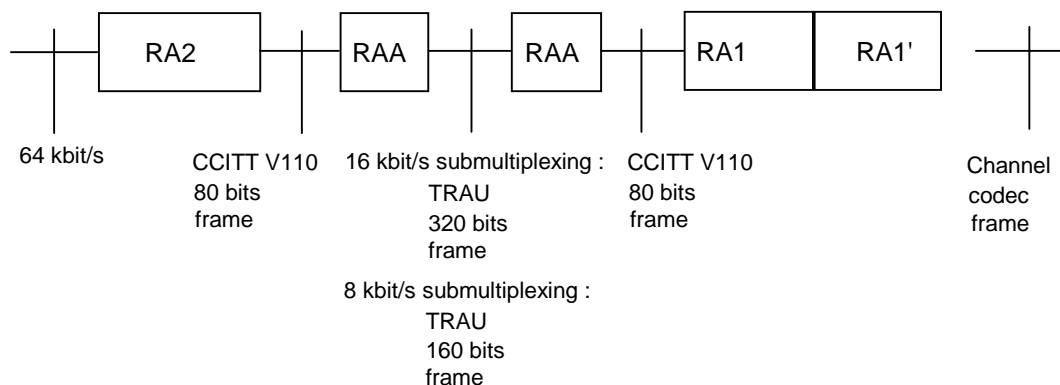 RA2
RAA
RAA
RA1
RA1'
64 kbit/s
CCITT V110
80 bits
frame
16 kbit/s submultiplexing :
TRAU
320 bits
frame
8 kbit/s submultiplexing :
TRAU
160 bits
frame
CCITT V110
80 bits
frame
Channel
codec
frame